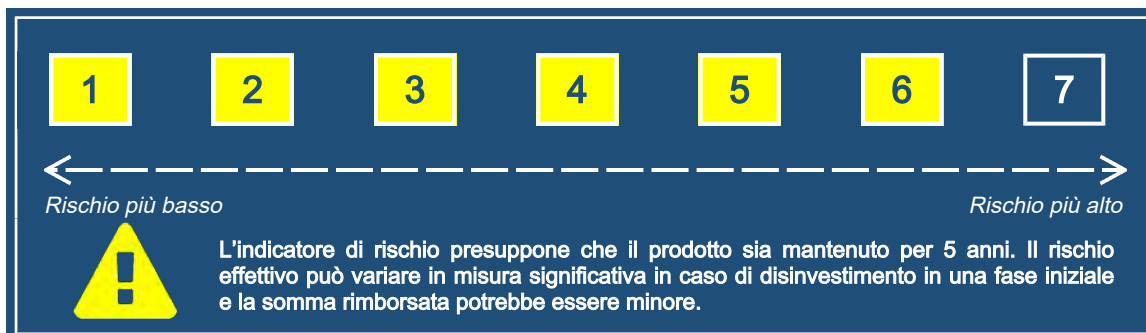 1 2 3 4 5 6 7
Rischio più basso Rischio più alto
L'indicatore di rischio presuppone che il prodotto sia mantenuto per 5 anni. Il rischio
effettivo può variare in misura significativa in caso di disinvestimento in una fase iniziale
e la somma rimborsata potrebbe essere minore.